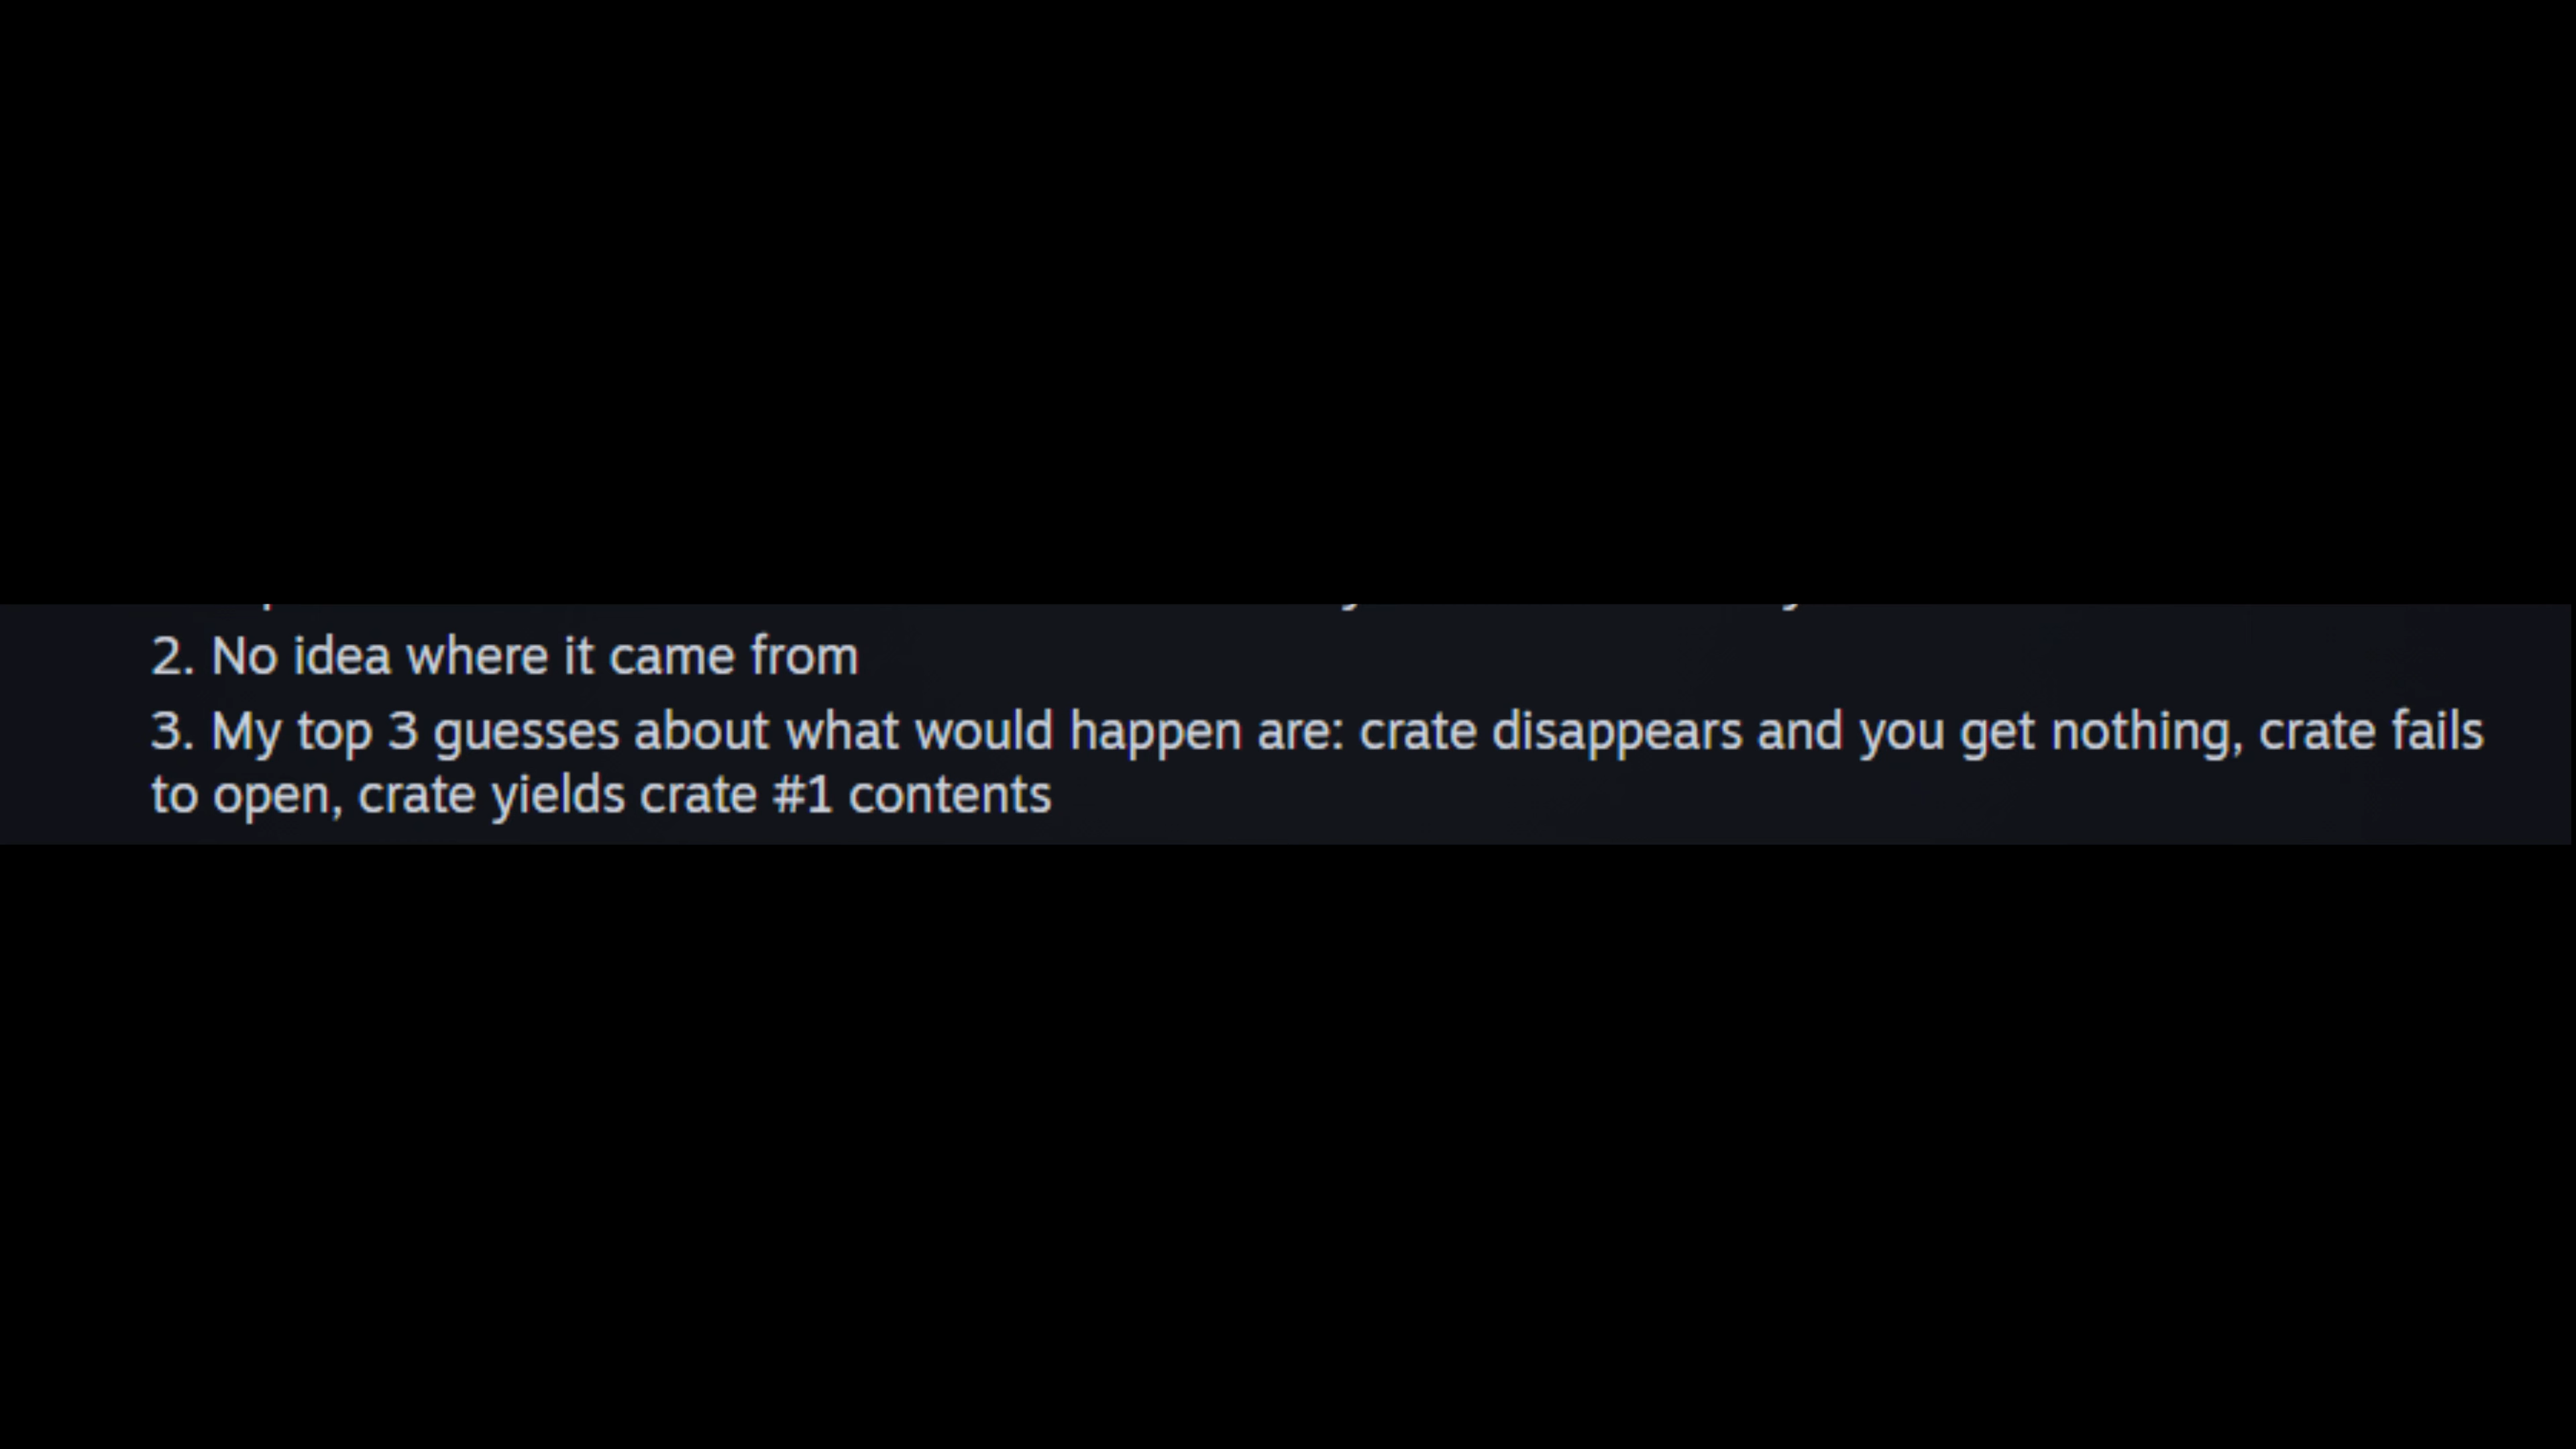 2. No idea where it came from
3. My top 3 guesses about what would happen are: crate disappears and you get nothing, crate fails
to open, crate yields crate #1 contents